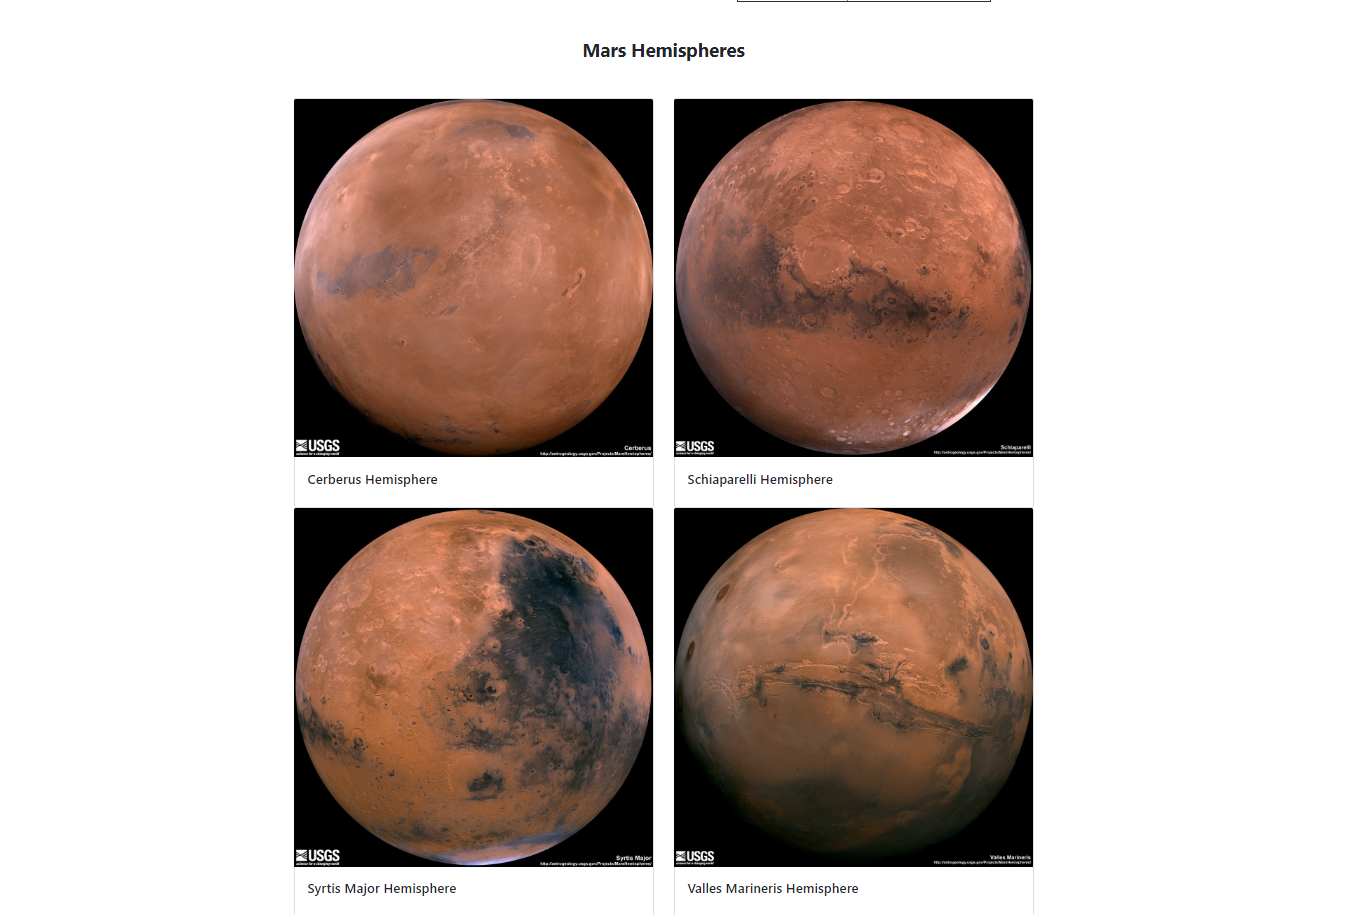 Mars Hemispheres
USGS
science for a changing world
Cerberus
http://astrogeology.usgs.gov/Projects/MarsHemispheres/
USGS
science for a changing world
Schiaparelli
http://astrogeology.usgs.gov/Projects/MarsHemispheres/
Cerberus Hemisphere
Schiaparelli Hemisphere
USGS
science for a changing world
Syrtis Major
http://astrogeology.usgs.gov/Projects/MarsHemispheres/
USGS
science for a changing world
Valles Marineris
http://astrogeology.usgs.gov/Projects/MarsHemispheres/
Syrtis Major Hemisphere
Valles Marineris Hemisphere